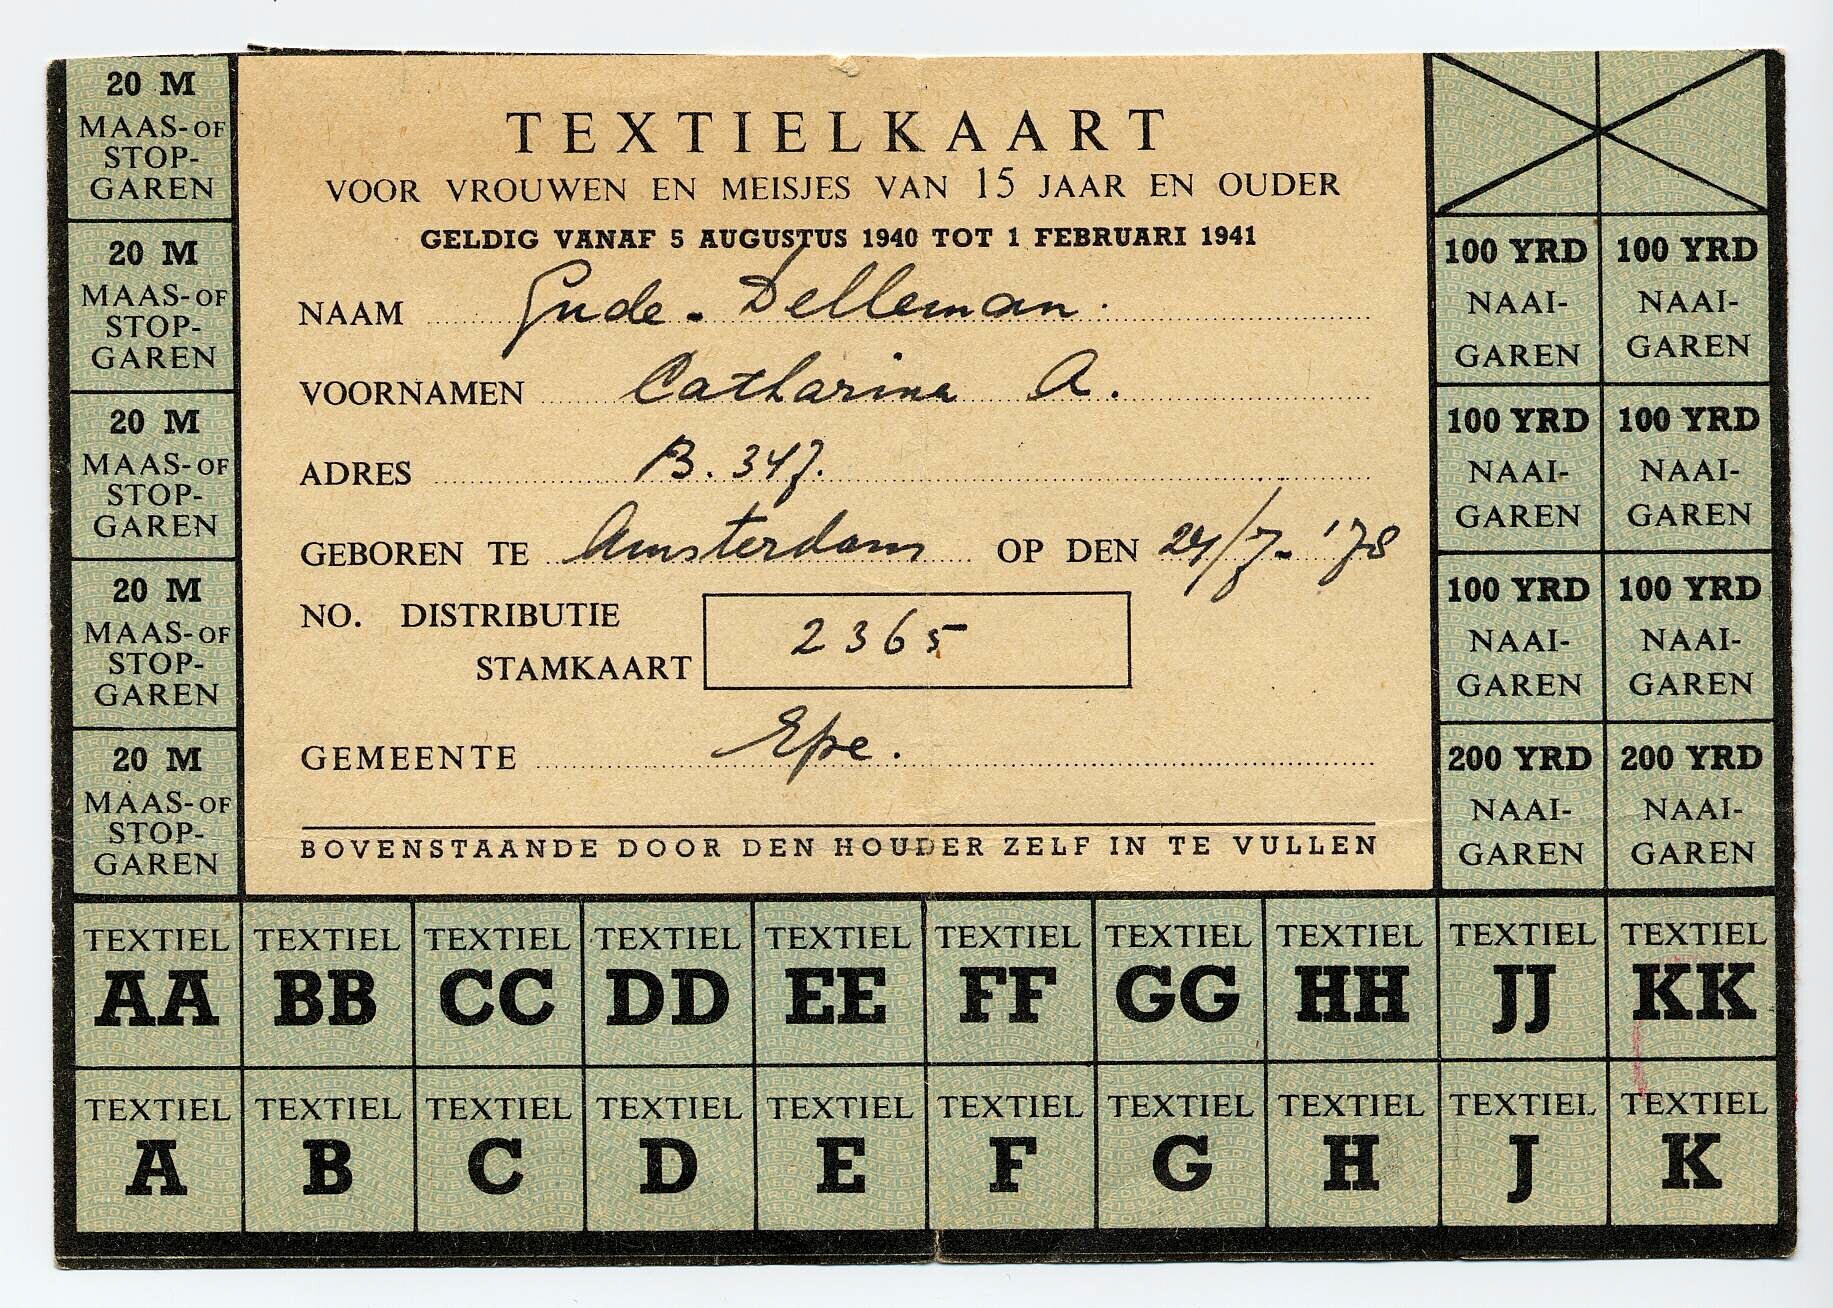 20 M
MAAS- OF
STOP-
GAREN
20 M
MAAS- OF
STOP-
GAREN
20 M
MAAS- OF
STOP-
GAREN
20 M
MAAS- OF
STOP-
GAREN
20 M
MAAS- OF
STOP-
GAREN
TEXTIELKAART
VOOR VROUWEN EN MEISJES VAN 15 JAAR EN OUDER
GELDIG VANAF 5 AUGUSTUS 1940 TOT 1 FEBRUARI 1941
NAAM Gude - Delleman.
VOORNAMEN Catharina A.
ADRES B. 347.
GEBOREN TE Amsterdam OP DEN 24/7-'78
NO. DISTRIBUTIE
STAMKAART 2365
GEMEENTE Epe.
BOVENSTAANDE DOOR DEN HOUDER ZELF IN TE VULLEN
100 YRD 100 YRD
NAAI- NAAI-
GAREN GAREN
100 YRD 100 YRD
NAAI- NAAI-
GAREN GAREN
100 YRD 100 YRD
NAAI- NAAI-
GAREN GAREN
200 YRD 200 YRD
NAAI- NAAI-
GAREN GAREN
TEXTIEL TEXTIEL TEXTIEL TEXTIEL TEXTIEL TEXTIEL TEXTIEL TEXTIEL TEXTIEL TEXTIEL
AA BB CC DD EE FF GG HH JJ KK
TEXTIEL TEXTIEL TEXTIEL TEXTIEL TEXTIEL TEXTIEL TEXTIEL TEXTIEL TEXTIEL TEXTIEL
A B C D E F G H J K